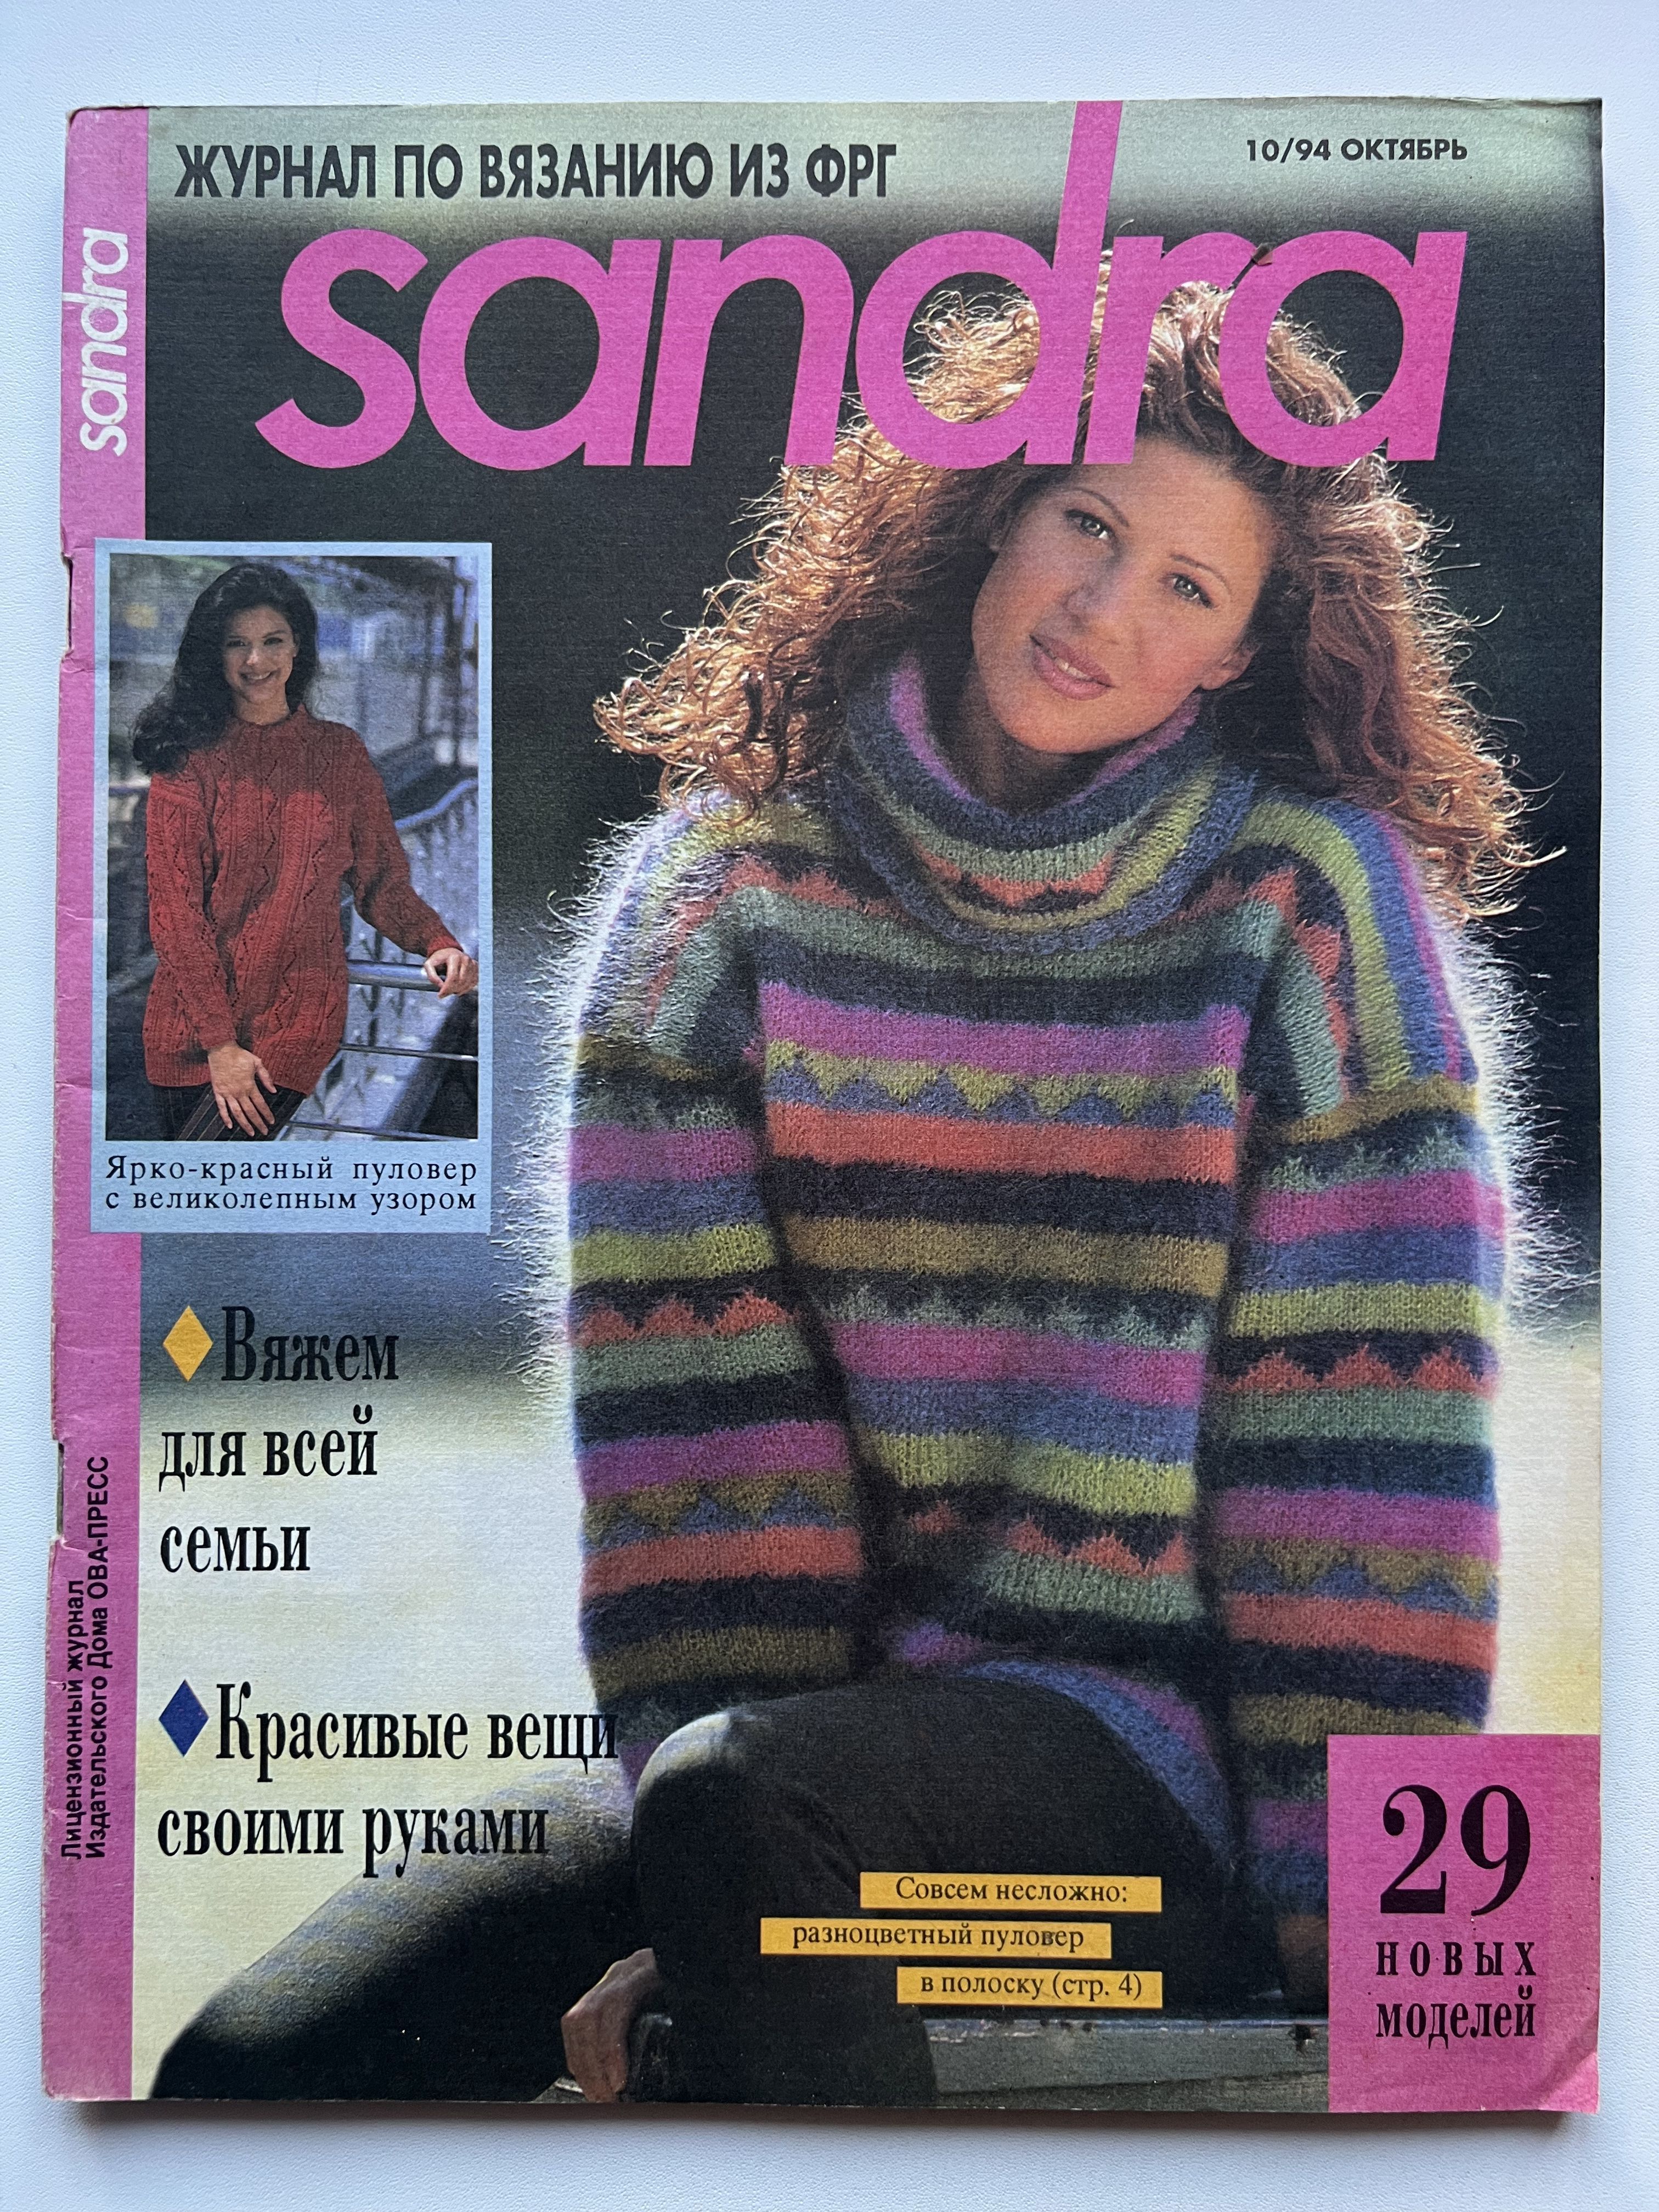 ЖУРНАЛ ПО ВЯЗАНИЮ ИЗ ФРГ
10/94 ОКТЯБРЬ
sandra
sandra
Ярко-красный пуловер
с великолепным узором
Вяжем
для всей
семьи
Красивые вещи
своими руками
Лицензионный журнал
Издательского Дома ОВА-ПРЕСС
Совсем несложно:
разноцветный пуловер
в полоску (стр. 4)
29
НОВЫХ
МОДЕЛЕЙ